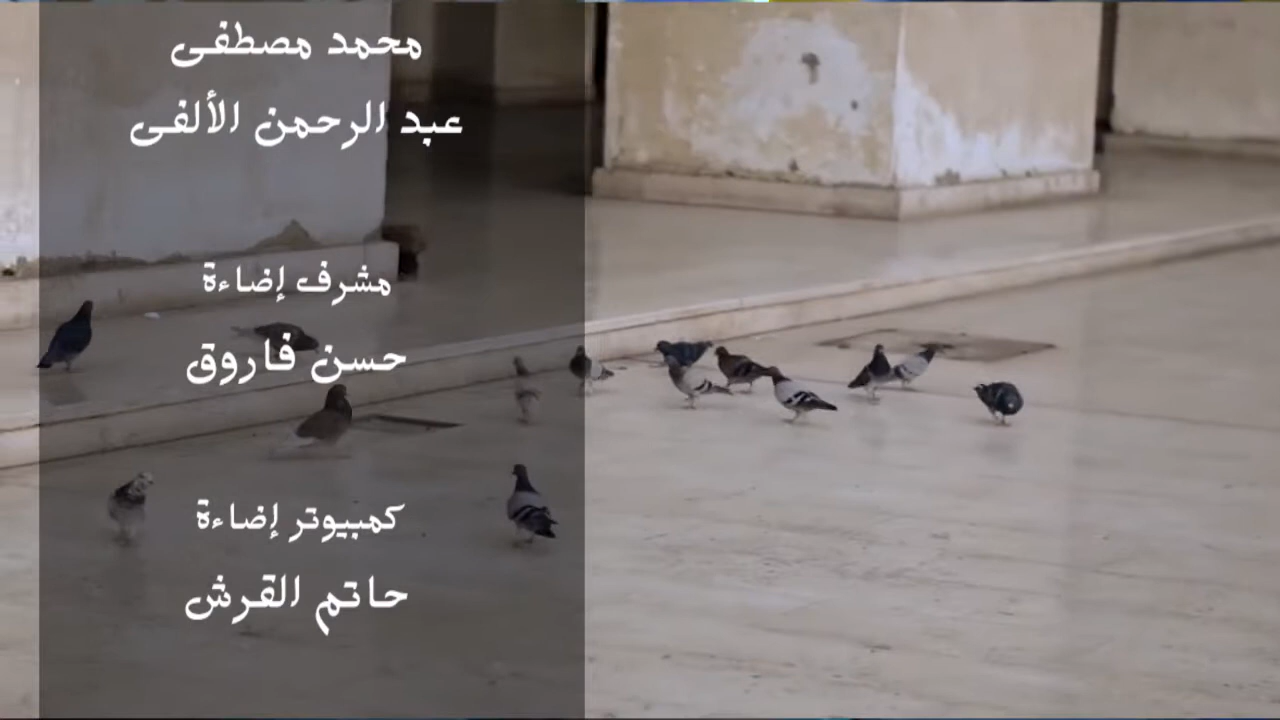 محمد مصطفى
عبد الرحمن الألفى
مشرف إضاءة
حسن فاروق
كمبيوتر إضاءة
حاتم القرش